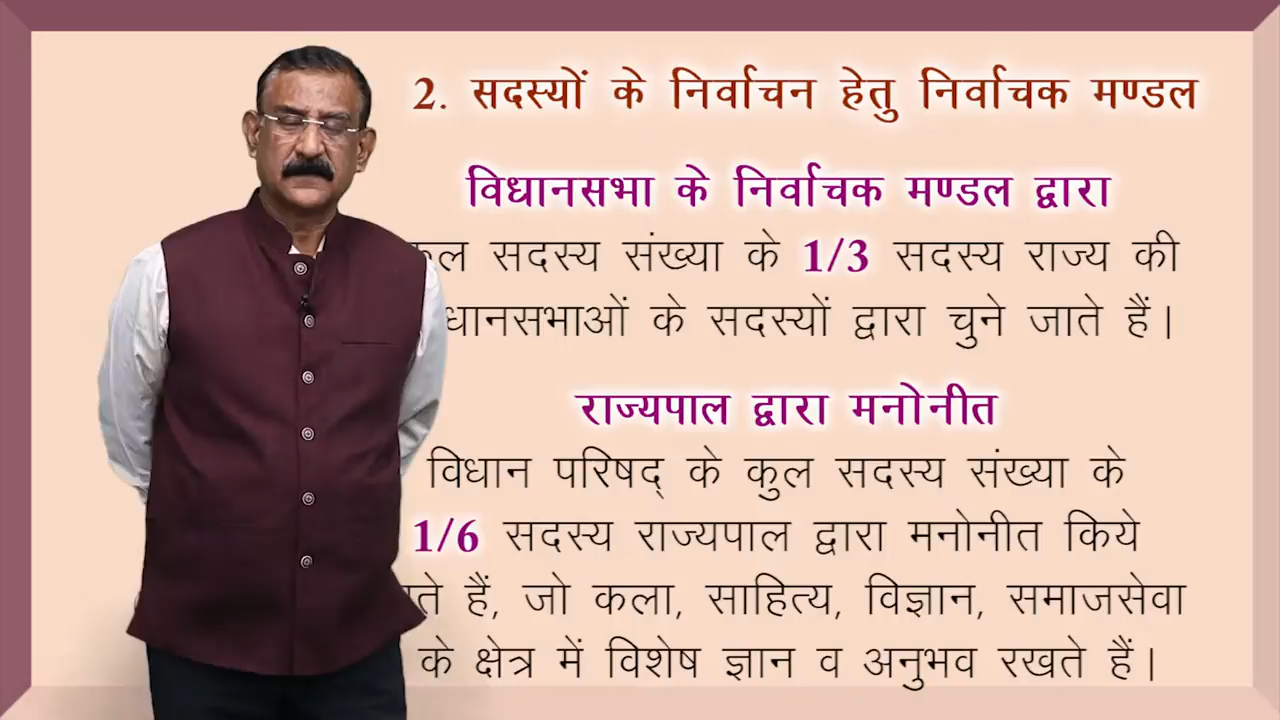 2. सदस्यों के निर्वाचन हेतु निर्वाचक मण्डल
विधानसभा के निर्वाचक मण्डल द्वारा
सदस्य संख्या के 1/3 सदस्य राज्य की
के सदस्यों द्वारा चुने जाते हैं।
राज्यपाल द्वारा मनोनीत
विधान परिषद् के कुल सदस्य संख्या के
1/6 सदस्य राज्यपाल द्वारा मनोनीत किये
हैं, जो कला, साहित्य, विज्ञान, समाजसेवा
के क्षेत्र में विशेष ज्ञान व अनुभव रखते हैं।